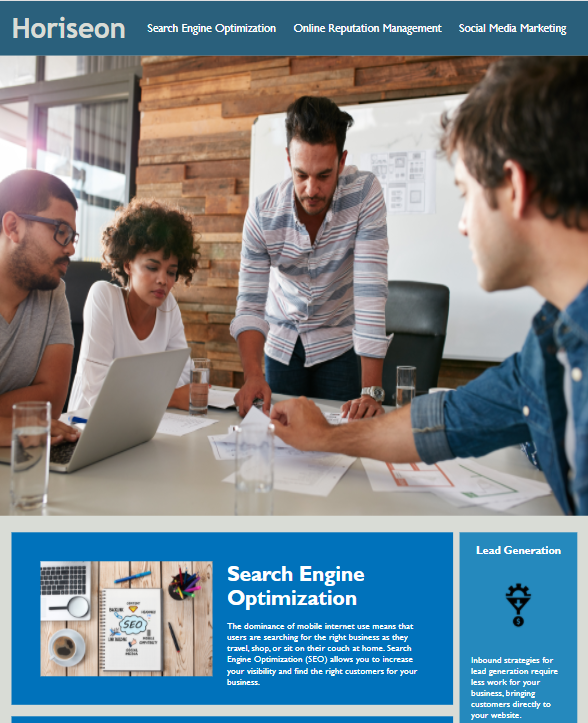 Horiseon
Search Engine Optimization
Online Reputation Management
Social Media Marketing
Search Engine
Optimization
The dominance of mobile internet use means that
users are searching for the right business as they
travel, shop, or sit on their couch at home. Search
Engine Optimization (SEO) allows you to increase
your visibility and find the right customers for your
business.
SEO
Lead Generation
$
Inbound strategies for
lead generation require
less work for your
business, bringing
customers directly to
your website.